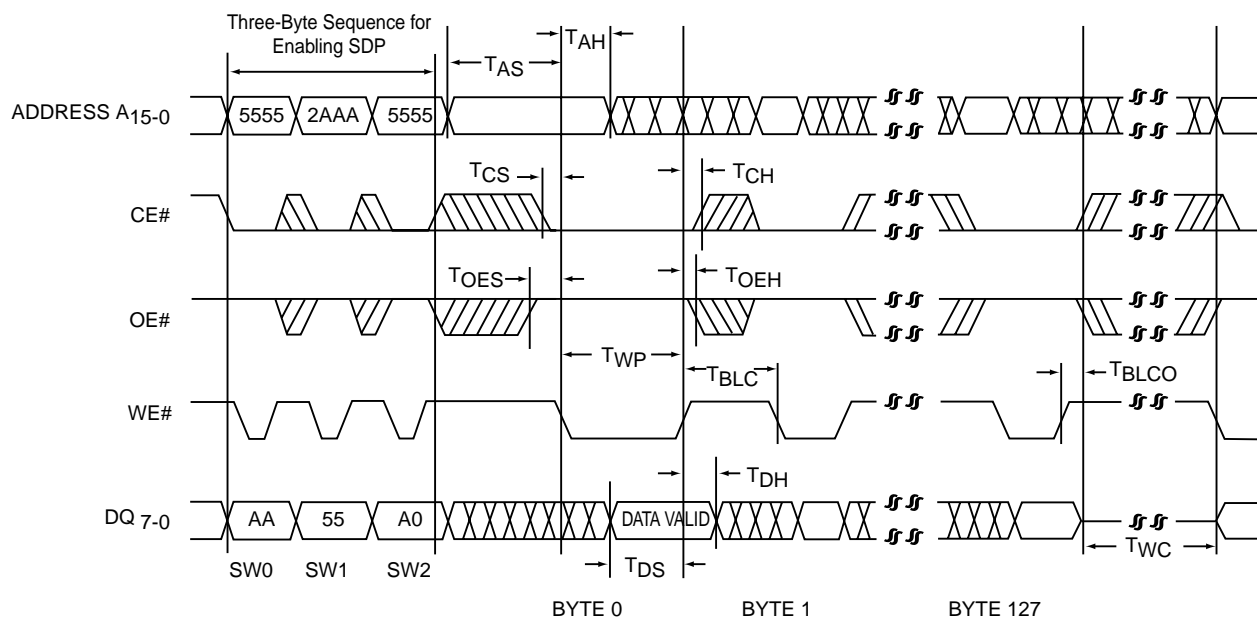 Three-Byte Sequence for
Enabling SDP
TAH
TAS
ADDRESS A15-0
5555
2AAA
5555
TCS
TCH
CE#
TOES
TOEH
OE#
TWP
TBLC
TBLCO
WE#
TDH
DQ 7-0
AA
55
A0
DATA VALID
SW0
SW1
SW2
TDS
TWC
BYTE 0
BYTE 1
BYTE 127